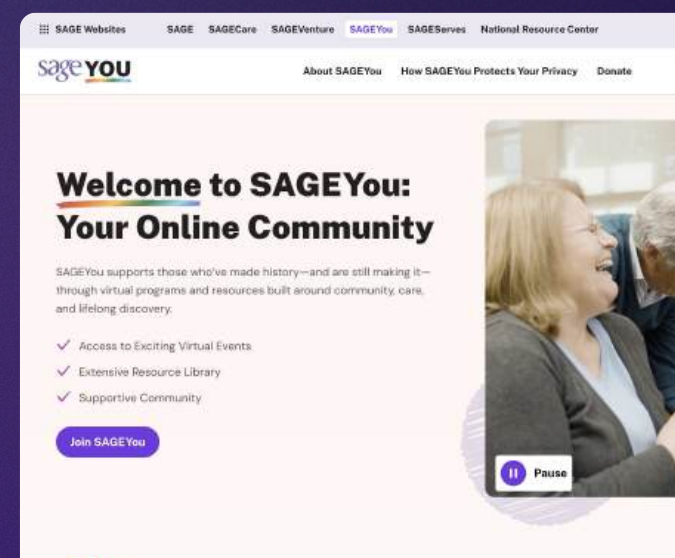 SAGE Websites SAGE SAGECare SAGEVenture SAGEYou SAGEServes National Resource Center
sage YOU
About SAGEYou How SAGEYou Protects Your Privacy Donate
Welcome to SAGEYou:
Your Online Community
SAGEYou supports those who've made history—and are still making it—
through virtual programs and resources built around community, care,
and lifelong discovery.
Access to Exciting Virtual Events
Extensive Resource Library
Supportive Community
Join SAGEYou
Pause